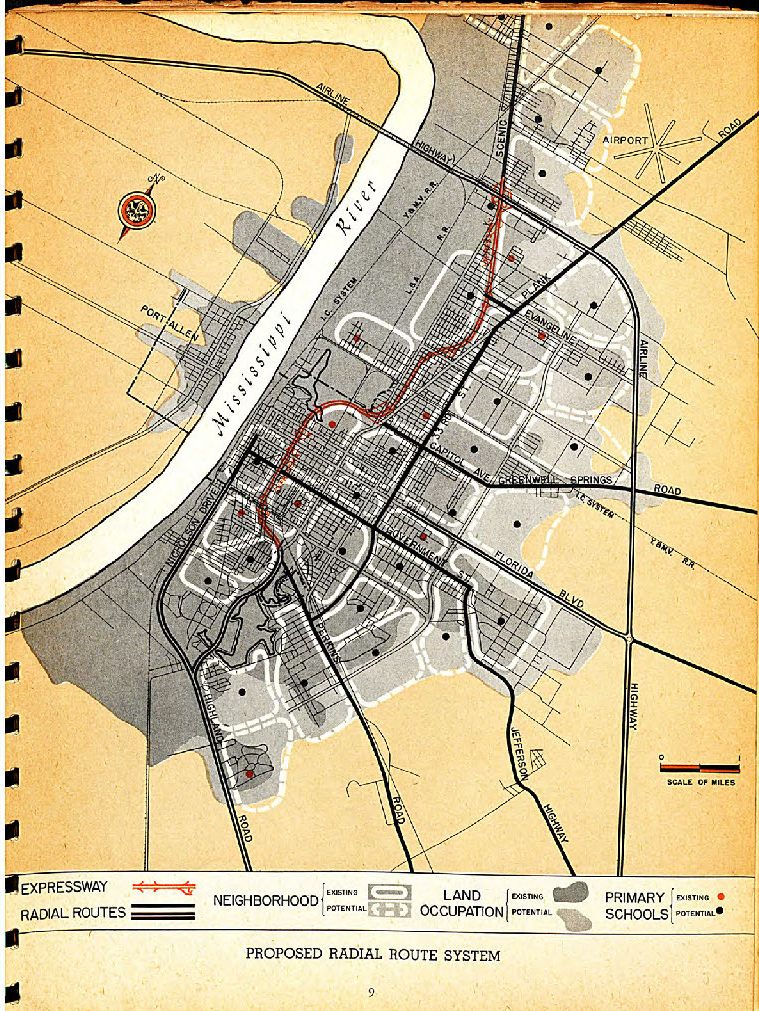 AIRLINE
HIGHWAY
SCENIC
AIRPORT
ROAD
River
Y.&M.V. R.R.
R.R.
I.C. SYSTEM
PLANK
EVANGELINE
AIRLINE
PORT ALLEN
Mississippi
ST.
CAPITOL AVE.
GREENWELL SPRINGS
ROAD
I.C. SYSTEM
Y.&M.V. R.R.
GOVERNMENT
ST.
FLORIDA
BLVD
HIGHLAND
HIGHWAY
JEFFERSON
HIGHWAY
ROAD
ROAD
0
1
SCALE OF MILES
EXPRESSWAY
RADIAL ROUTES
NEIGHBORHOOD
EXISTING
POTENTIAL
LAND
OCCUPATION
EXISTING
POTENTIAL
PRIMARY
SCHOOLS
EXISTING
POTENTIAL
PROPOSED RADIAL ROUTE SYSTEM
9